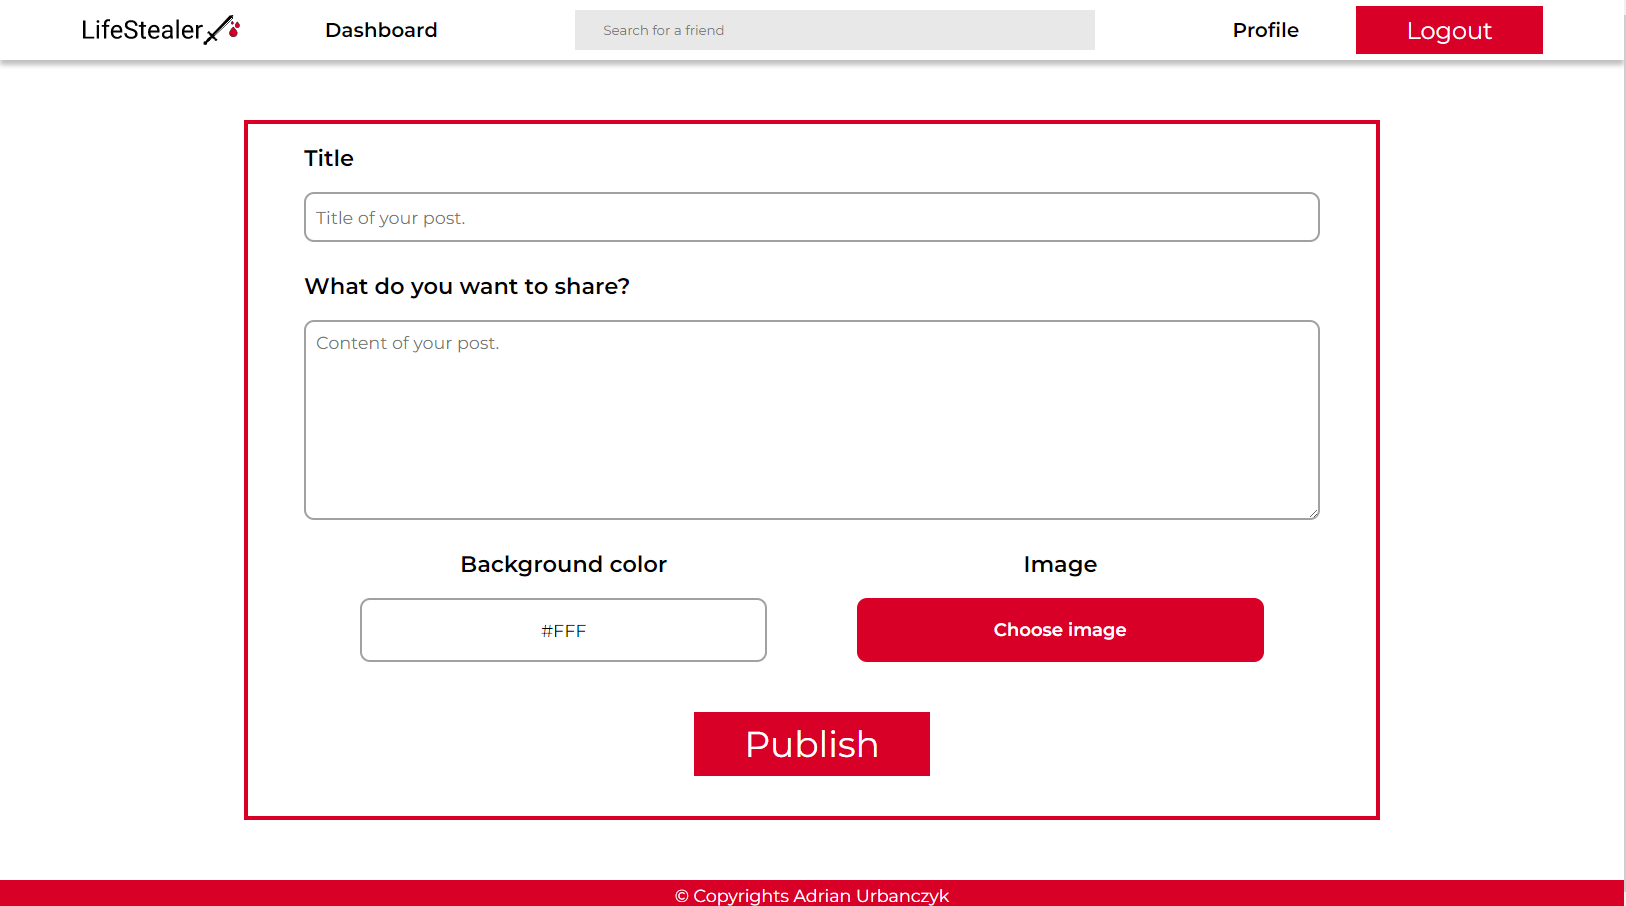 LifeStealer Dashboard Search for a friend Profile Logout
Title
Title of your post.
What do you want to share?
Content of your post.
Background color Image
#FFF Choose image
Publish
© Copyrights Adrian Urbanczyk